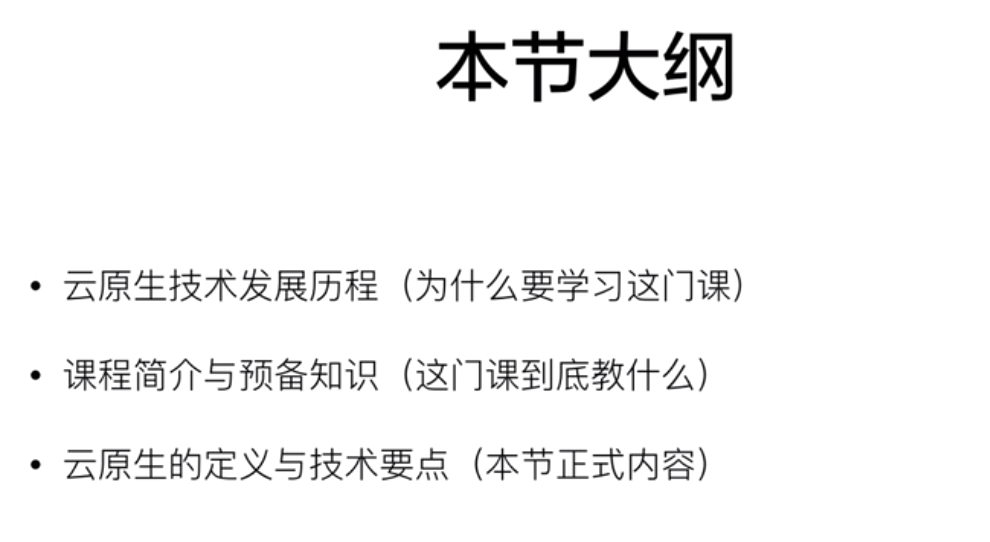 本节大纲
• 云原生技术发展历程（为什么要学习这门课）
• 课程简介与预备知识（这门课到底教什么）
• 云原生的定义与技术要点（本节正式内容）